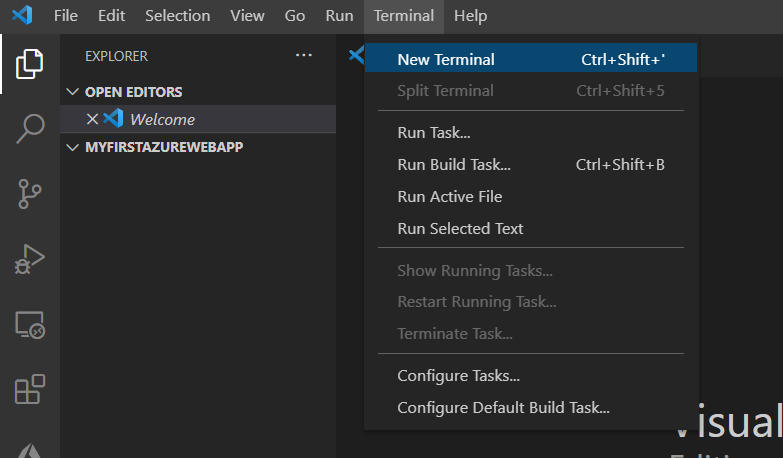 File Edit Selection View Go Run Terminal Help
EXPLORER ...
OPEN EDITORS
Welcome
MYFIRSTAZUREWEBAPP
New Terminal Ctrl+Shift+'
Split Terminal Ctrl+Shift+5
Run Task...
Run Build Task... Ctrl+Shift+B
Run Active File
Run Selected Text
Show Running Tasks...
Restart Running Task...
Terminate Task...
Configure Tasks...
Configure Default Build Task...
Visual